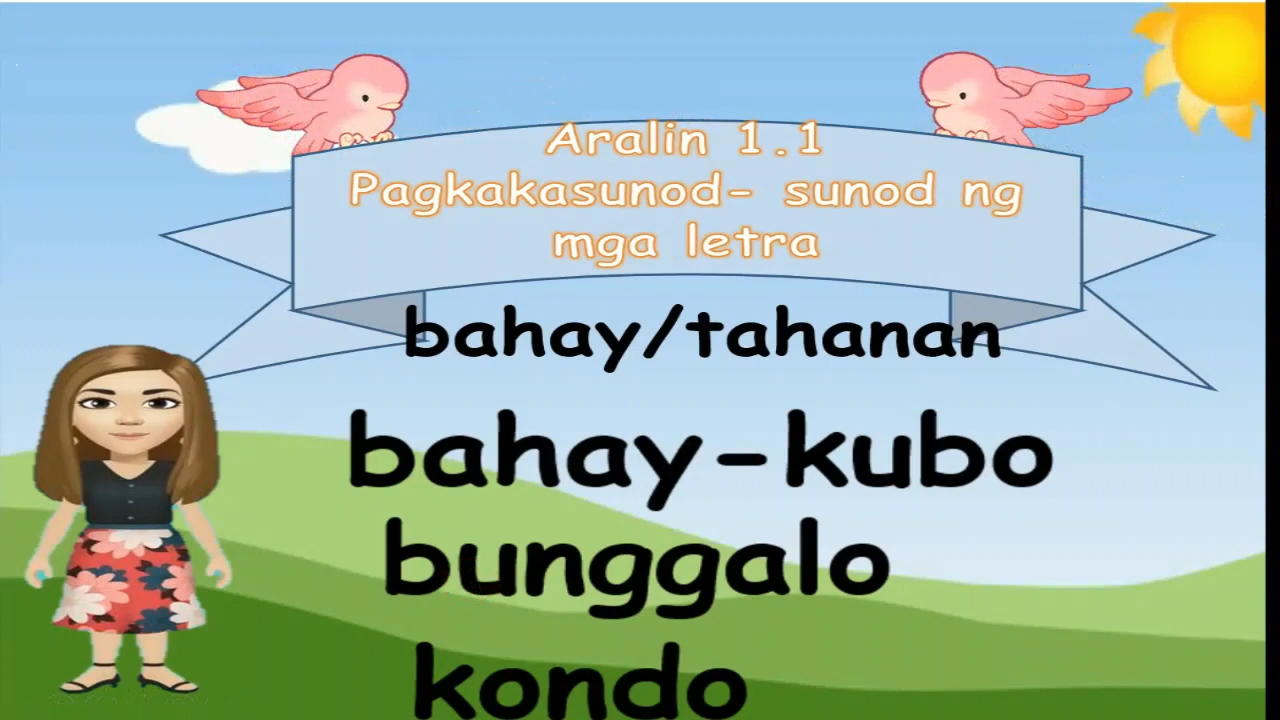 Aralin 1.1
Pagkakasunod- sunod ng
mga letra
bahay/tahanan
bahay-kubo
bunggalo
kondo